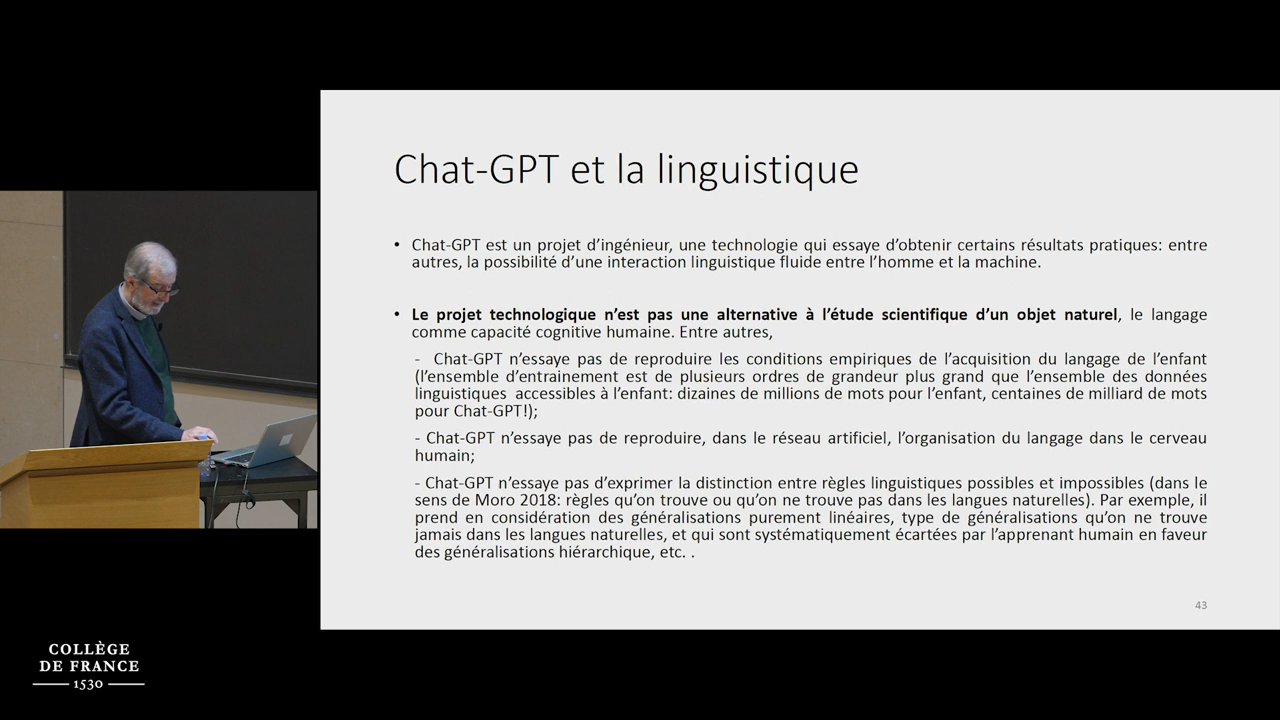 Chat-GPT et la linguistique
• Chat-GPT est un projet d’ingénieur, une technologie qui essaye d’obtenir certains résultats pratiques: entre
autres, la possibilité d’une interaction linguistique fluide entre l’homme et la machine.
• Le projet technologique n’est pas une alternative à l’étude scientifique d’un objet naturel, le langage
comme capacité cognitive humaine. Entre autres,
- Chat-GPT n’essaye pas de reproduire les conditions empiriques de l’acquisition du langage de l’enfant
(l’ensemble d’entrainement est de plusieurs ordres de grandeur plus grand que l’ensemble des données
linguistiques accessibles à l’enfant: dizaines de millions de mots pour l’enfant, centaines de milliard de mots
pour Chat-GPT!);
- Chat-GPT n’essaye pas de reproduire, dans le réseau artificiel, l’organisation du langage dans le cerveau
humain;
- Chat-GPT n’essaye pas d’exprimer la distinction entre règles linguistiques possibles et impossibles (dans le
sens de Moro 2018: règles qu’on trouve ou qu’on ne trouve pas dans les langues naturelles). Par exemple, il
prend en considération des généralisations purement linéaires, type de généralisations qu’on ne trouve
jamais dans les langues naturelles, et qui sont systématiquement écartées par l’apprenant humain en faveur
des généralisations hiérarchique, etc. .
43
COLLÈGE
DE FRANCE
1530